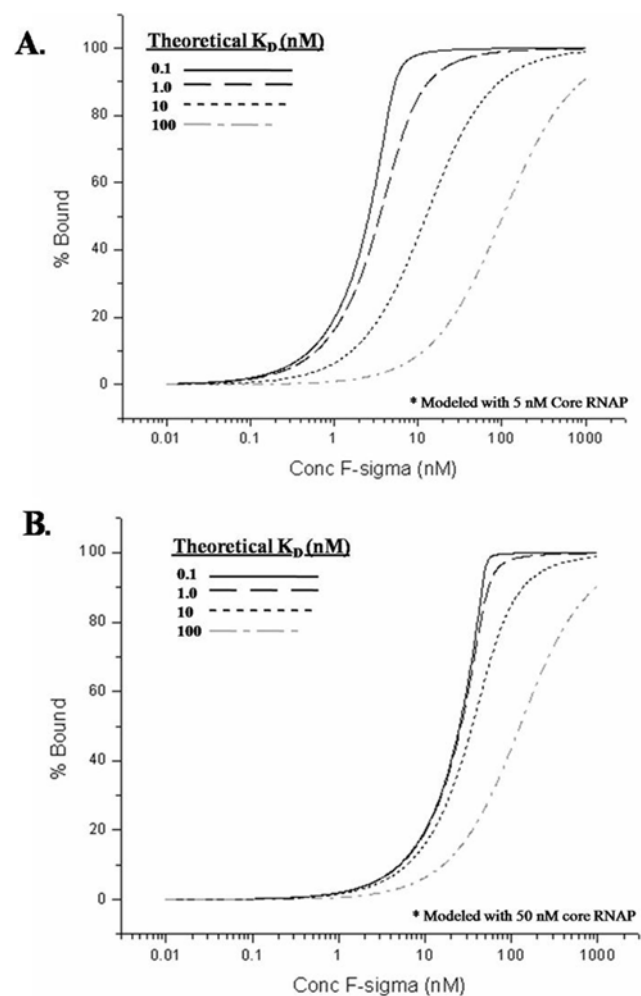 A.
Theoretical K_D (nM)
0.1
1.0
10
100
100
80
60
40
20
0
% Bound
* Modeled with 5 nM Core RNAP
0.01 0.1 1 10 100 1000
Conc F-sigma (nM)
B.
Theoretical K_D (nM)
0.1
1.0
10
100
100
80
60
40
20
0
% Bound
* Modeled with 50 nM core RNAP
0.01 0.1 1 10 100 1000
Conc F-sigma (nM)